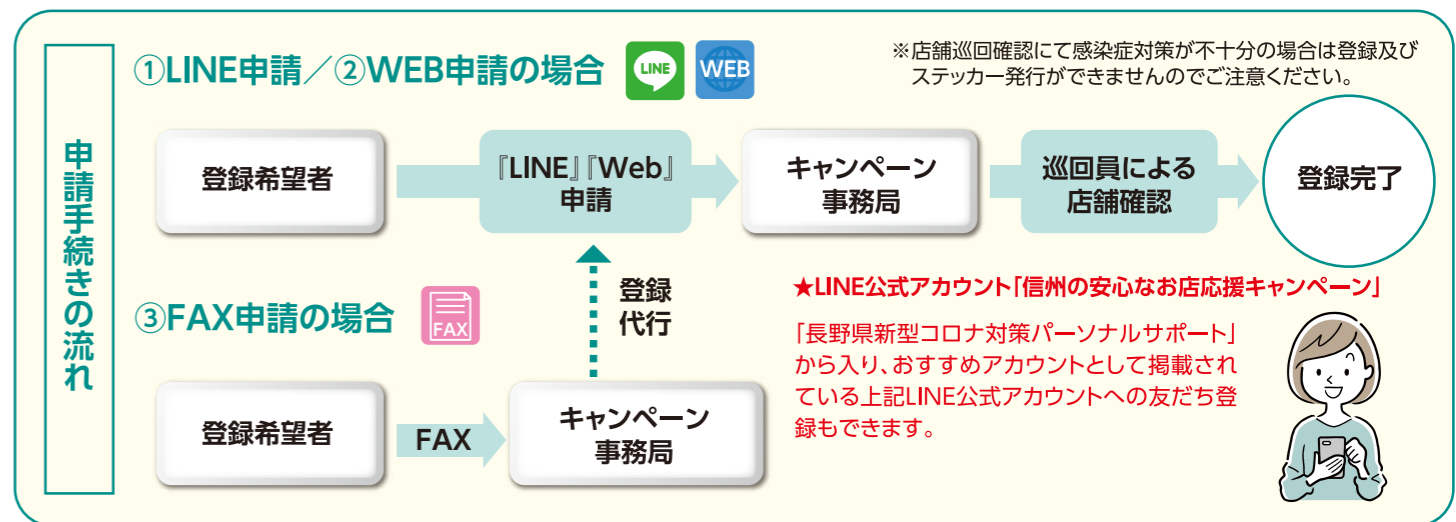 申請手続きの流れ
①LINE申請／②WEB申請の場合
LINE
WEB
※店舗巡回確認にて感染症対策が不十分の場合は登録及び
ステッカー発行ができませんのでご注意ください。
登録希望者
『LINE』『Web』
申請
キャンペーン
事務局
巡回員による
店舗確認
登録完了
登録
代行
③FAX申請の場合
FAX
登録希望者
FAX
キャンペーン
事務局
★LINE公式アカウント「信州の安心なお店応援キャンペーン」
「長野県新型コロナ対策パーソナルサポート」
から入り、おすすめアカウントとして掲載され
ている上記LINE公式アカウントへの友だち登
録もできます。